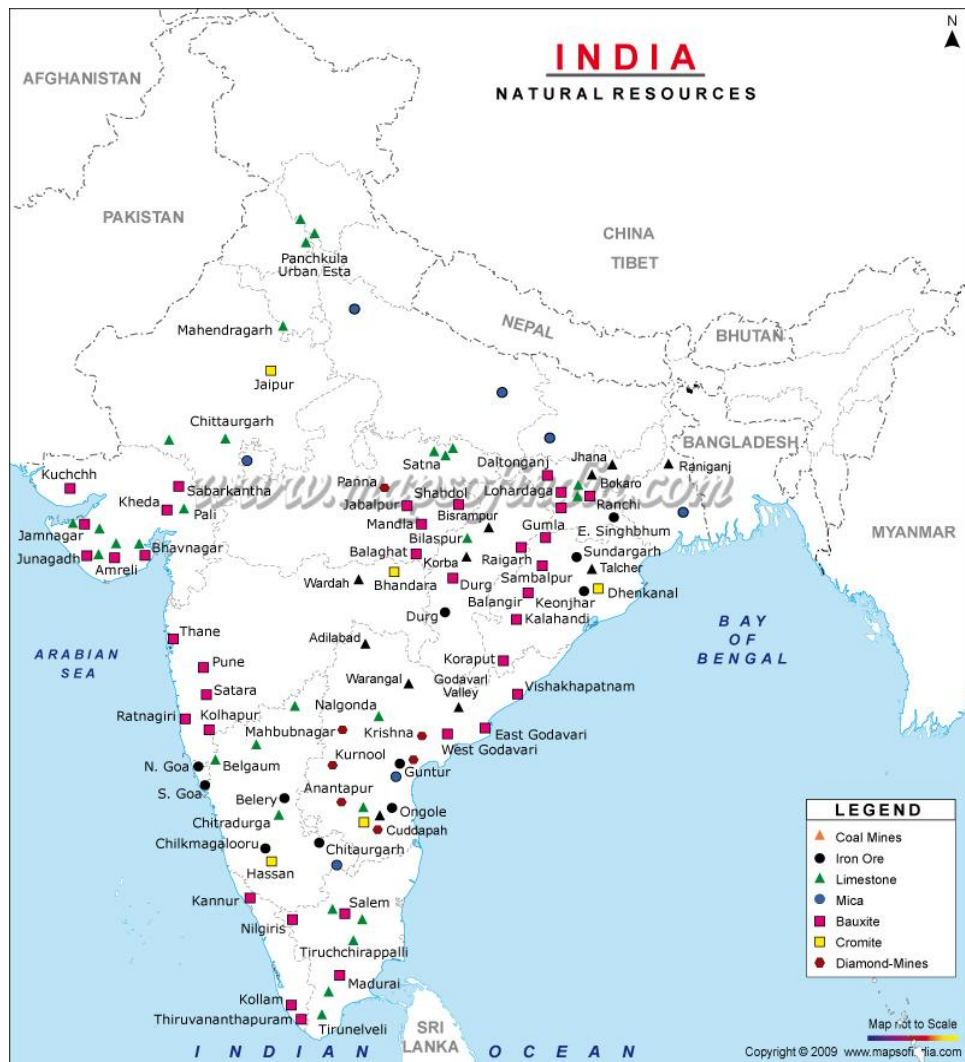 N
INDIA
NATURAL RESOURCES
AFGHANISTAN
PAKISTAN
CHINA
TIBET
Panchkula
Urban Esta
NEPAL
BHUTAN
Mahendragarh
Jaipur
Chittaurgarh
BANGLADESH
Satna
Daltonganj
Jhana
Raniganj
Bokaro
Kuchchh
Sabarkantha
Panna
www.mapsofindia.com
Kheda
Pali
Jabalpur
Shabdol
Lohardaga
Ranchi
Bisrampur
Mandla
Gumla
E. Singhbhum
MYANMAR
Jamnagar
Bilaspur
Junagadh
Bhavnagar
Balaghat
Korba
Raigarh
Sundargarh
Amreli
Talcher
Wardah
Bhandara
Durg
Sambalpur
Dhenkanal
Balangir
Keonjhar
Durg
Kalahandi
Thane
Adilabad
BAY
OF
BENGAL
ARABIAN
SEA
Pune
Koraput
Warangal
Godavari
Valley
Satara
Vishakhapatnam
Nalgonda
Ratnagiri
Kolhapur
Mahbubnagar
Krishna
East Godavari
West Godavari
Kurnool
N. Goa
Belgaum
Guntur
S. Goa
Anantapur
Belery
Ongole
Chitradurga
Cuddapah
Chilkmagalooru
Chitaurgarh
Hassan
Kannur
Salem
Nilgiris
Tiruchchirappalli
Madurai
Kollam
Thiruvananthapuram
Tirunelveli
SRI
LANKA
INDIAN OCEAN
LEGEND
Coal Mines
Iron Ore
Limestone
Mica
Bauxite
Cromite
Diamond-Mines
Map not to Scale
Copyright © 2009 www.mapsofindia.com